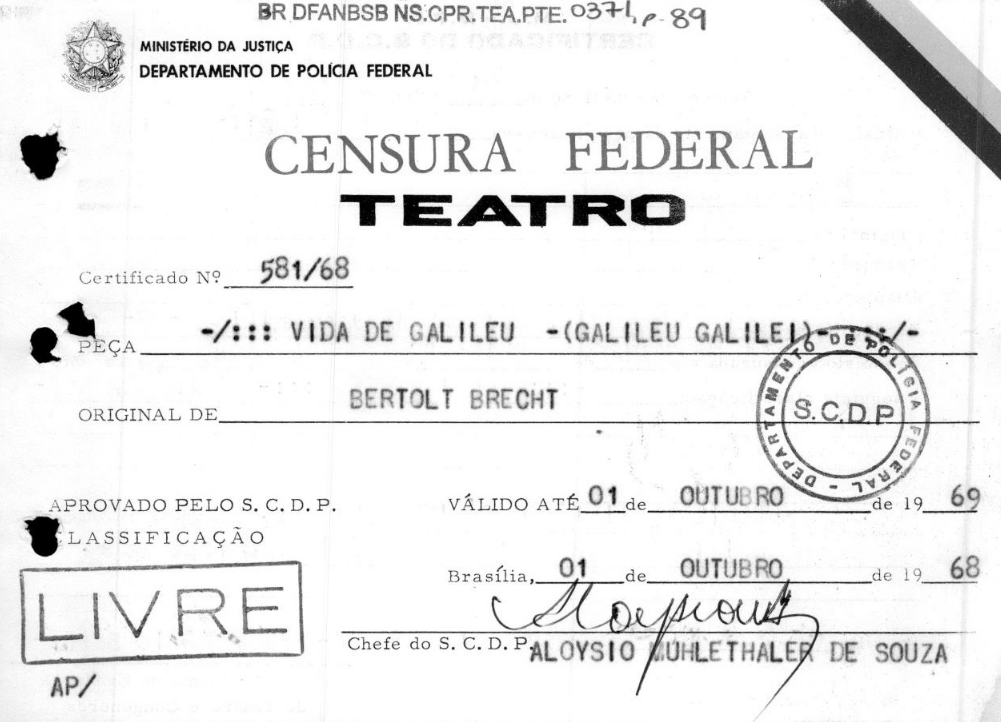 BR DFANBSB NS.CPR.TEA.PTE. 0371, p. 89
MINISTÉRIO DA JUSTIÇA
DEPARTAMENTO DE POLÍCIA FEDERAL
CENSURA FEDERAL
TEATRO
Certificado Nº 581/68
PEÇA -/::: VIDA DE GALILEU -(GALILEU GALILEI)- :::/-
ORIGINAL DE BERTOLT BRECHT
DEPARTAMENTO DE POLÍCIA FEDERAL - 
S.C.D.P
APROVADO PELO S. C. D. P.
VÁLIDO ATÉ 01 de OUTUBRO de 19 69
CLASSIFICAÇÃO
LIVRE
Brasília, 01 de OUTUBRO de 19 68
Chefe do S. C. D. P. ALOYSIO MUHLETHALER DE SOUZA
AP/